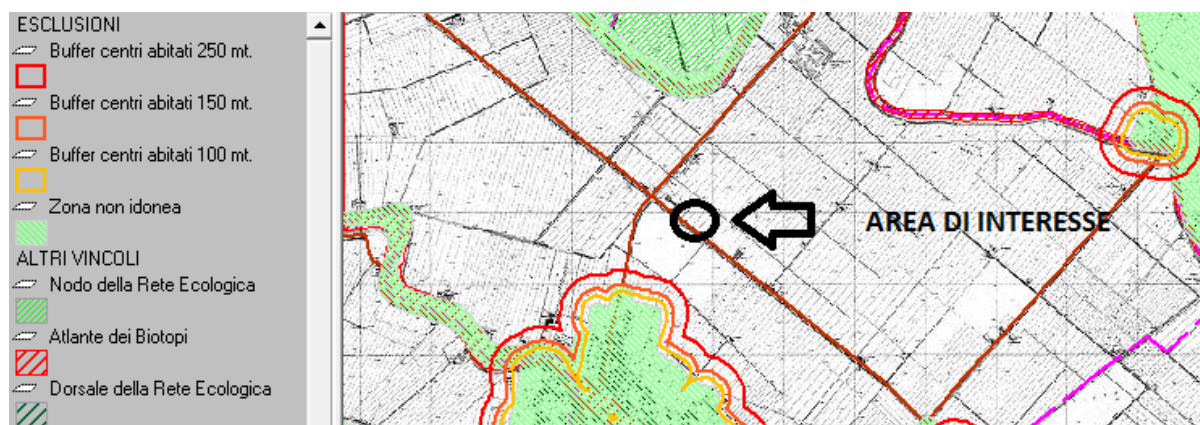 ESCLUSIONI
Buffer centri abitati 250 mt.
Buffer centri abitati 150 mt.
Buffer centri abitati 100 mt.
Zona non idonea
ALTRI VINCOLI
Nodo della Rete Ecologica
Atlante dei Biotopi
Dorsale della Rete Ecologica
AREA DI INTERESSE